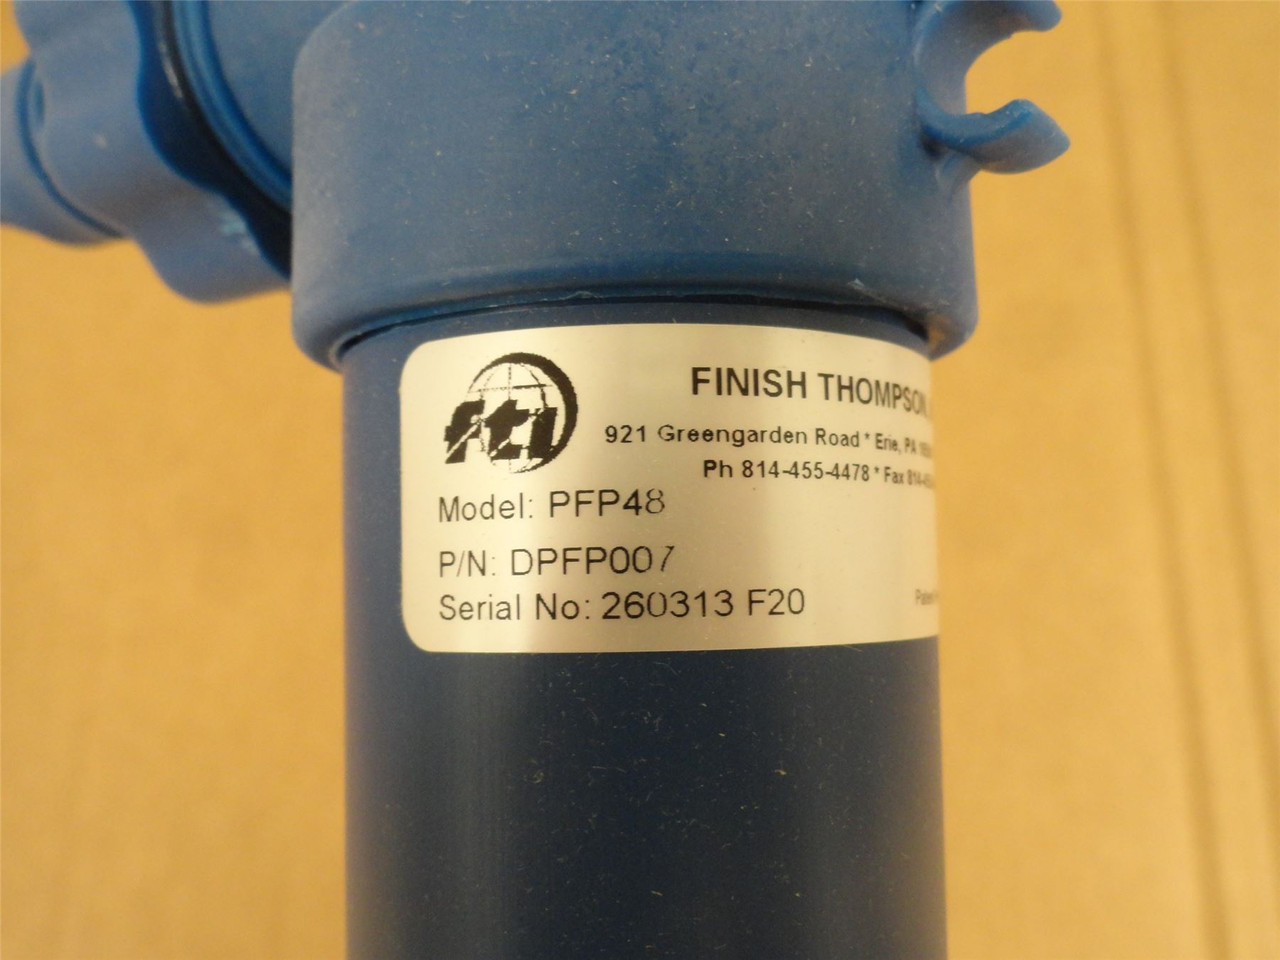 fti
FINISH THOMPSON,
921 Greengarden Road * Erie, PA
Ph 814-455-4478 * Fax
Model: PFP48
P/N: DPFP007
Serial No: 260313 F20